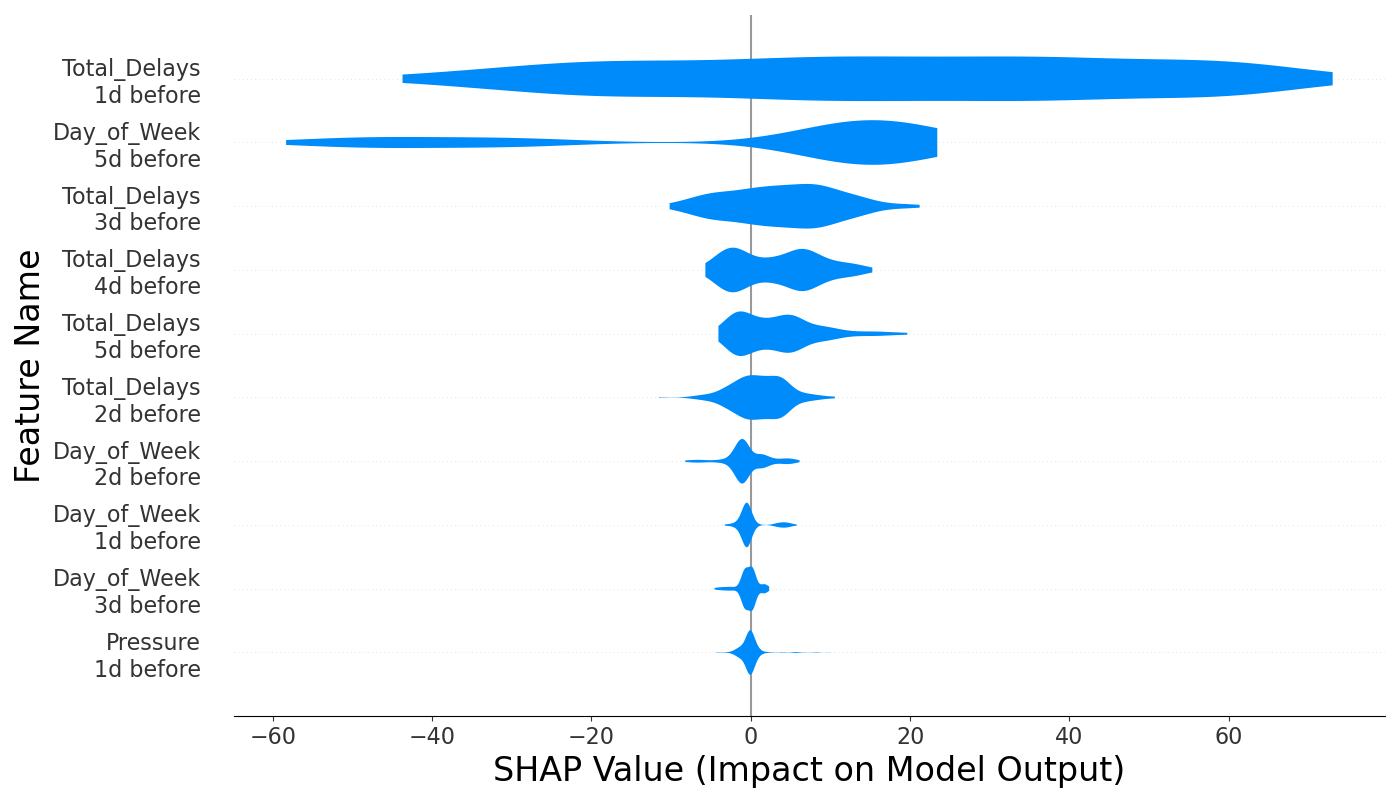 Feature Name
Total_Delays
1d before
Day_of_Week
5d before
Total_Delays
3d before
Total_Delays
4d before
Total_Delays
5d before
Total_Delays
2d before
Day_of_Week
2d before
Day_of_Week
1d before
Day_of_Week
3d before
Pressure
1d before
−60 −40 −20 0 20 40 60
SHAP Value (Impact on Model Output)